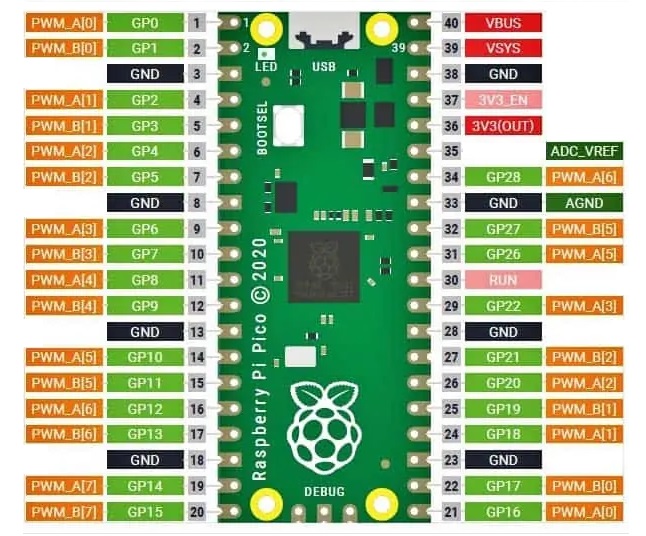 PWM_A[0] GP0 1 1 40 VBUS
PWM_B[0] GP1 2 2 39 39 VSYS
LED USB
GND 3 38 GND
PWM_A[1] GP2 4 37 3V3_EN
PWM_B[1] GP3 5 BOOTSEL 36 3V3(OUT)
PWM_A[2] GP4 6 35 ADC_VREF
PWM_B[2] GP5 7 34 GP28 PWM_A[6]
GND 8 33 GND AGND
PWM_A[3] GP6 9 32 GP27 PWM_B[5]
PWM_B[3] GP7 10 31 GP26 PWM_A[5]
PWM_A[4] GP8 11 30 RUN
PWM_B[4] GP9 12 29 GP22 PWM_A[3]
GND 13 28 GND
PWM_A[5] GP10 14 27 GP21 PWM_B[2]
PWM_B[5] GP11 15 26 GP20 PWM_A[2]
PWM_A[6] GP12 16 25 GP19 PWM_B[1]
PWM_B[6] GP13 17 24 GP18 PWM_A[1]
GND 18 23 GND
Raspberry Pi Pico © 2020
PWM_A[7] GP14 19 22 GP17 PWM_B[0]
DEBUG
PWM_B[7] GP15 20 21 GP16 PWM_A[0]